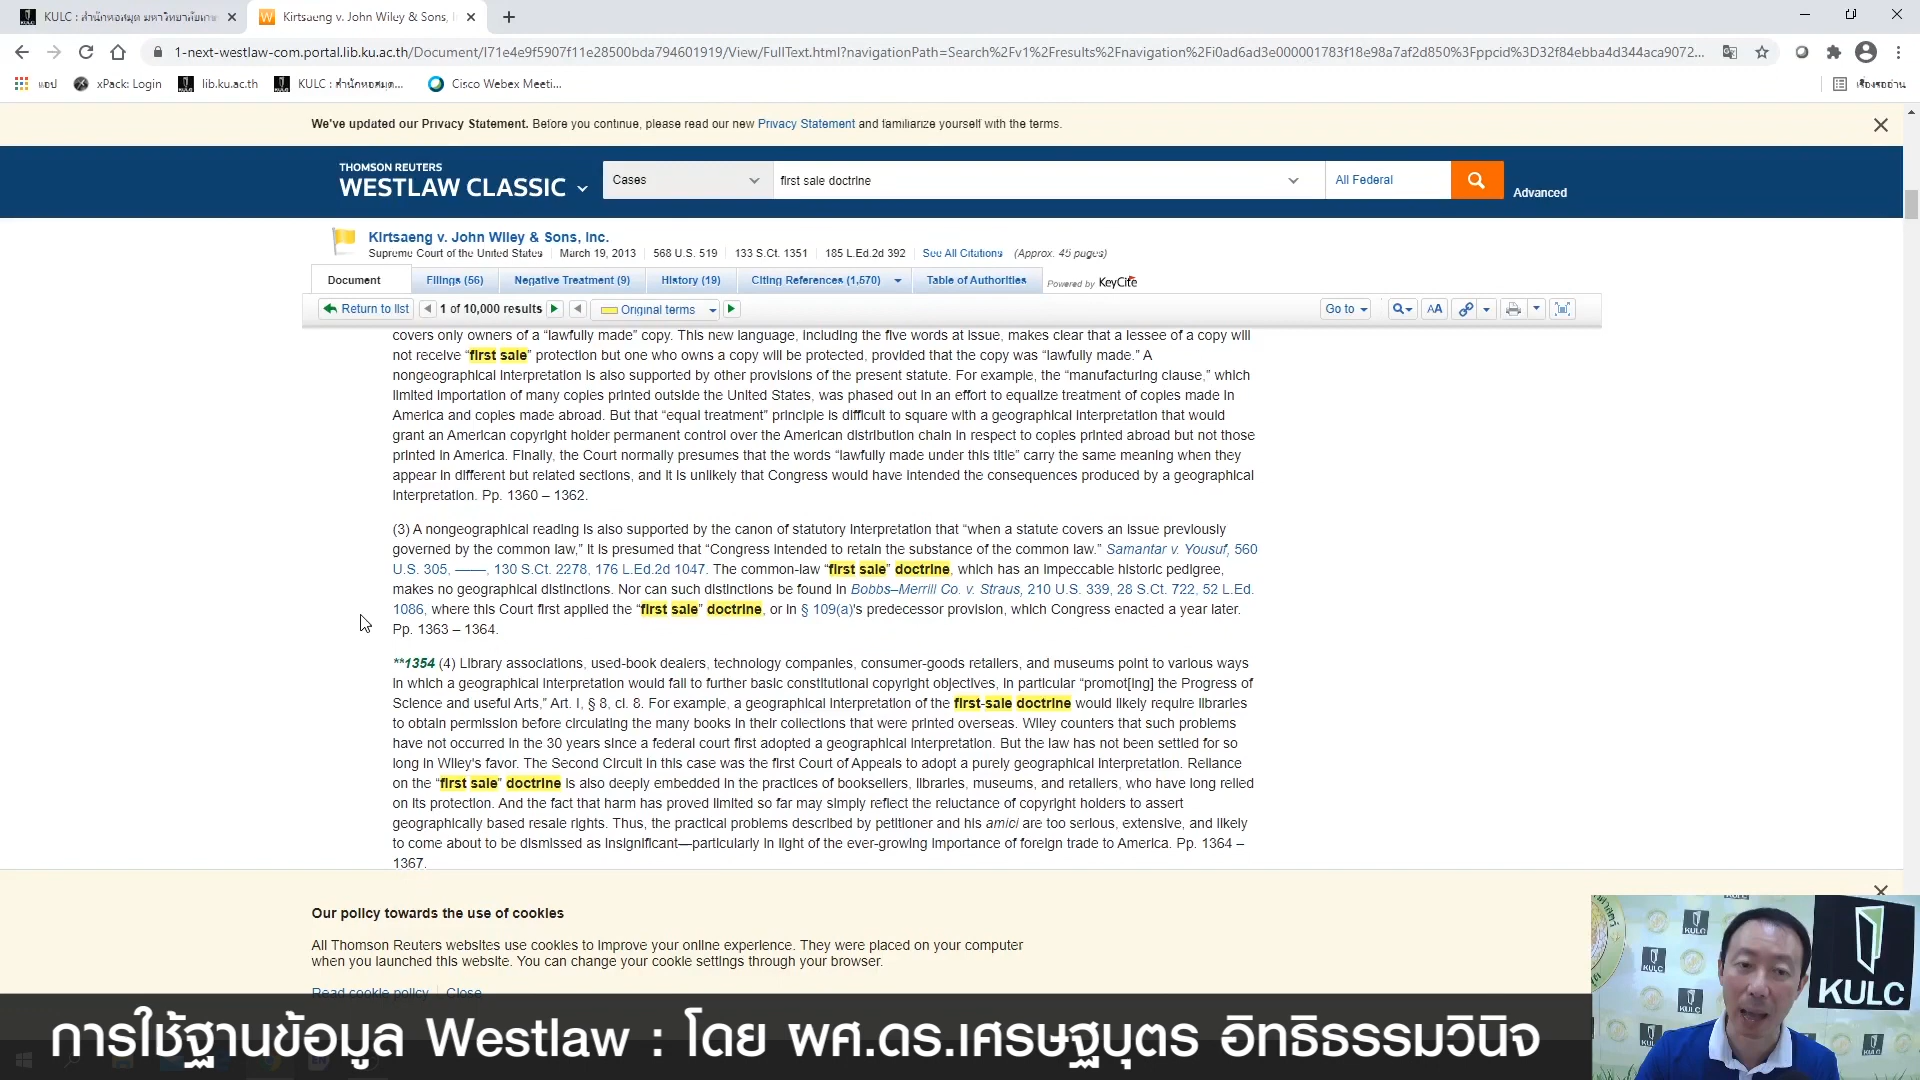 KULC : สำนักหอสมุด มหาวิทยาลัยเกษ
Kirtsaeng v. John Wiley & Sons, I
1-next-westlaw-com.portal.lib.ku.ac.th/Document/I71e4e9f5907f11e28500bda794601919/View/FullText.html?navigationPath=Search%2Fv1%2Fresults%2Fnavigation%2Fi0ad6ad3e000001783f18e98a7af2d850%3Fppcid%3D32f84ebba4d344aca9072...
แอป
xPack: Login
lib.ku.ac.th
KULC : สำนักหอสมุด...
Cisco Webex Meeti...
We've updated our Privacy Statement. Before you continue, please read our new Privacy Statement and familiarize yourself with the terms.
THOMSON REUTERS
WESTLAW CLASSIC
Cases
first sale doctrine
All Federal
Advanced
Kirtsaeng v. John Wiley & Sons, Inc.
Supreme Court of the United States March 19, 2013 568 U.S. 519 133 S.Ct. 1351 185 L.Ed.2d 392 See All Citations (Approx. 45 pages)
Document Filings (56) Negative Treatment (9) History (19) Citing References (1,570) Table of Authorities Powered by KeyCite
Return to list 1 of 10,000 results Original terms Go to AA
covers only owners of a “lawfully made” copy. This new language, including the five words at issue, makes clear that a lessee of a copy will
not receive “first sale” protection but one who owns a copy will be protected, provided that the copy was “lawfully made.” A
nongeographical interpretation is also supported by other provisions of the present statute. For example, the “manufacturing clause,” which
limited importation of many copies printed outside the United States, was phased out in an effort to equalize treatment of copies made in
America and copies made abroad. But that “equal treatment” principle is difficult to square with a geographical interpretation that would
grant an American copyright holder permanent control over the American distribution chain in respect to copies printed abroad but not those
printed in America. Finally, the Court normally presumes that the words “lawfully made under this title” carry the same meaning when they
appear in different but related sections, and it is unlikely that Congress would have intended the consequences produced by a geographical
interpretation. Pp. 1360 – 1362.
(3) A nongeographical reading is also supported by the canon of statutory interpretation that “when a statute covers an issue previously
governed by the common law,” it is presumed that “Congress intended to retain the substance of the common law.” Samantar v. Yousuf, 560
U.S. 305, ––––, 130 S.Ct. 2278, 176 L.Ed.2d 1047. The common-law “first sale” doctrine, which has an impeccable historic pedigree,
makes no geographical distinctions. Nor can such distinctions be found in Bobbs–Merrill Co. v. Straus, 210 U.S. 339, 28 S.Ct. 722, 52 L.Ed.
1086, where this Court first applied the “first sale” doctrine, or in § 109(a)'s predecessor provision, which Congress enacted a year later.
Pp. 1363 – 1364.
**1354 (4) Library associations, used-book dealers, technology companies, consumer-goods retailers, and museums point to various ways
in which a geographical interpretation would fail to further basic constitutional copyright objectives, in particular “promot[ing] the Progress of
Science and useful Arts,” Art. I, § 8, cl. 8. For example, a geographical interpretation of the first-sale doctrine would likely require libraries
to obtain permission before circulating the many books in their collections that were printed overseas. Wiley counters that such problems
have not occurred in the 30 years since a federal court first adopted a geographical interpretation. But the law has not been settled for so
long in Wiley's favor. The Second Circuit in this case was the first Court of Appeals to adopt a purely geographical interpretation. Reliance
on the “first sale” doctrine is also deeply embedded in the practices of booksellers, libraries, museums, and retailers, who have long relied
on its protection. And the fact that harm has proved limited so far may simply reflect the reluctance of copyright holders to assert
geographically based resale rights. Thus, the practical problems described by petitioner and his amici are too serious, extensive, and likely
to come about to be dismissed as insignificant—particularly in light of the ever-growing importance of foreign trade to America. Pp. 1364 –
1367.
Our policy towards the use of cookies
All Thomson Reuters websites use cookies to improve your online experience. They were placed on your computer
when you launched this website. You can change your cookie settings through your browser.
Read cookie policy Close
KULC
KULC
KULC
การใช้ฐานข้อมูล Westlaw : โดย ผศ.ดร.เศรษฐบุตร อิทธิธรรมวินิจ